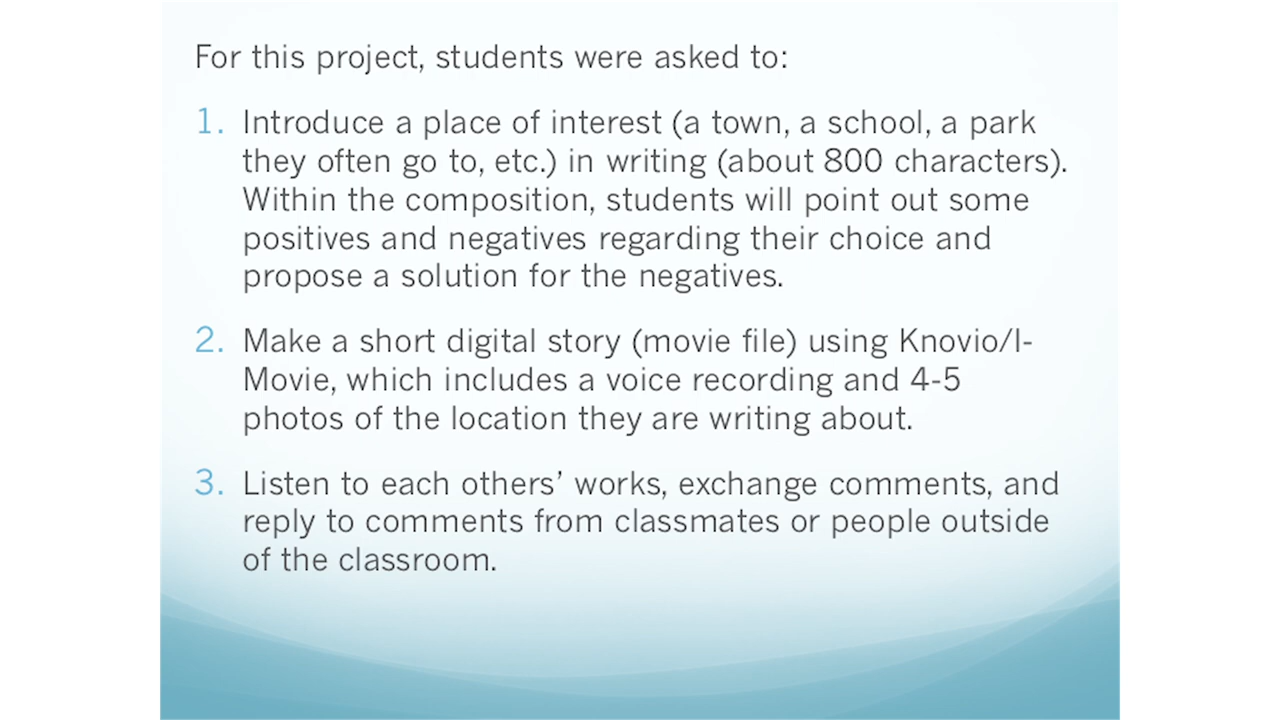 For this project, students were asked to:
1. Introduce a place of interest (a town, a school, a park
they often go to, etc.) in writing (about 800 characters).
Within the composition, students will point out some
positives and negatives regarding their choice and
propose a solution for the negatives.
2. Make a short digital story (movie file) using Knovio/I-
Movie, which includes a voice recording and 4-5
photos of the location they are writing about.
3. Listen to each others’ works, exchange comments, and
reply to comments from classmates or people outside
of the classroom.